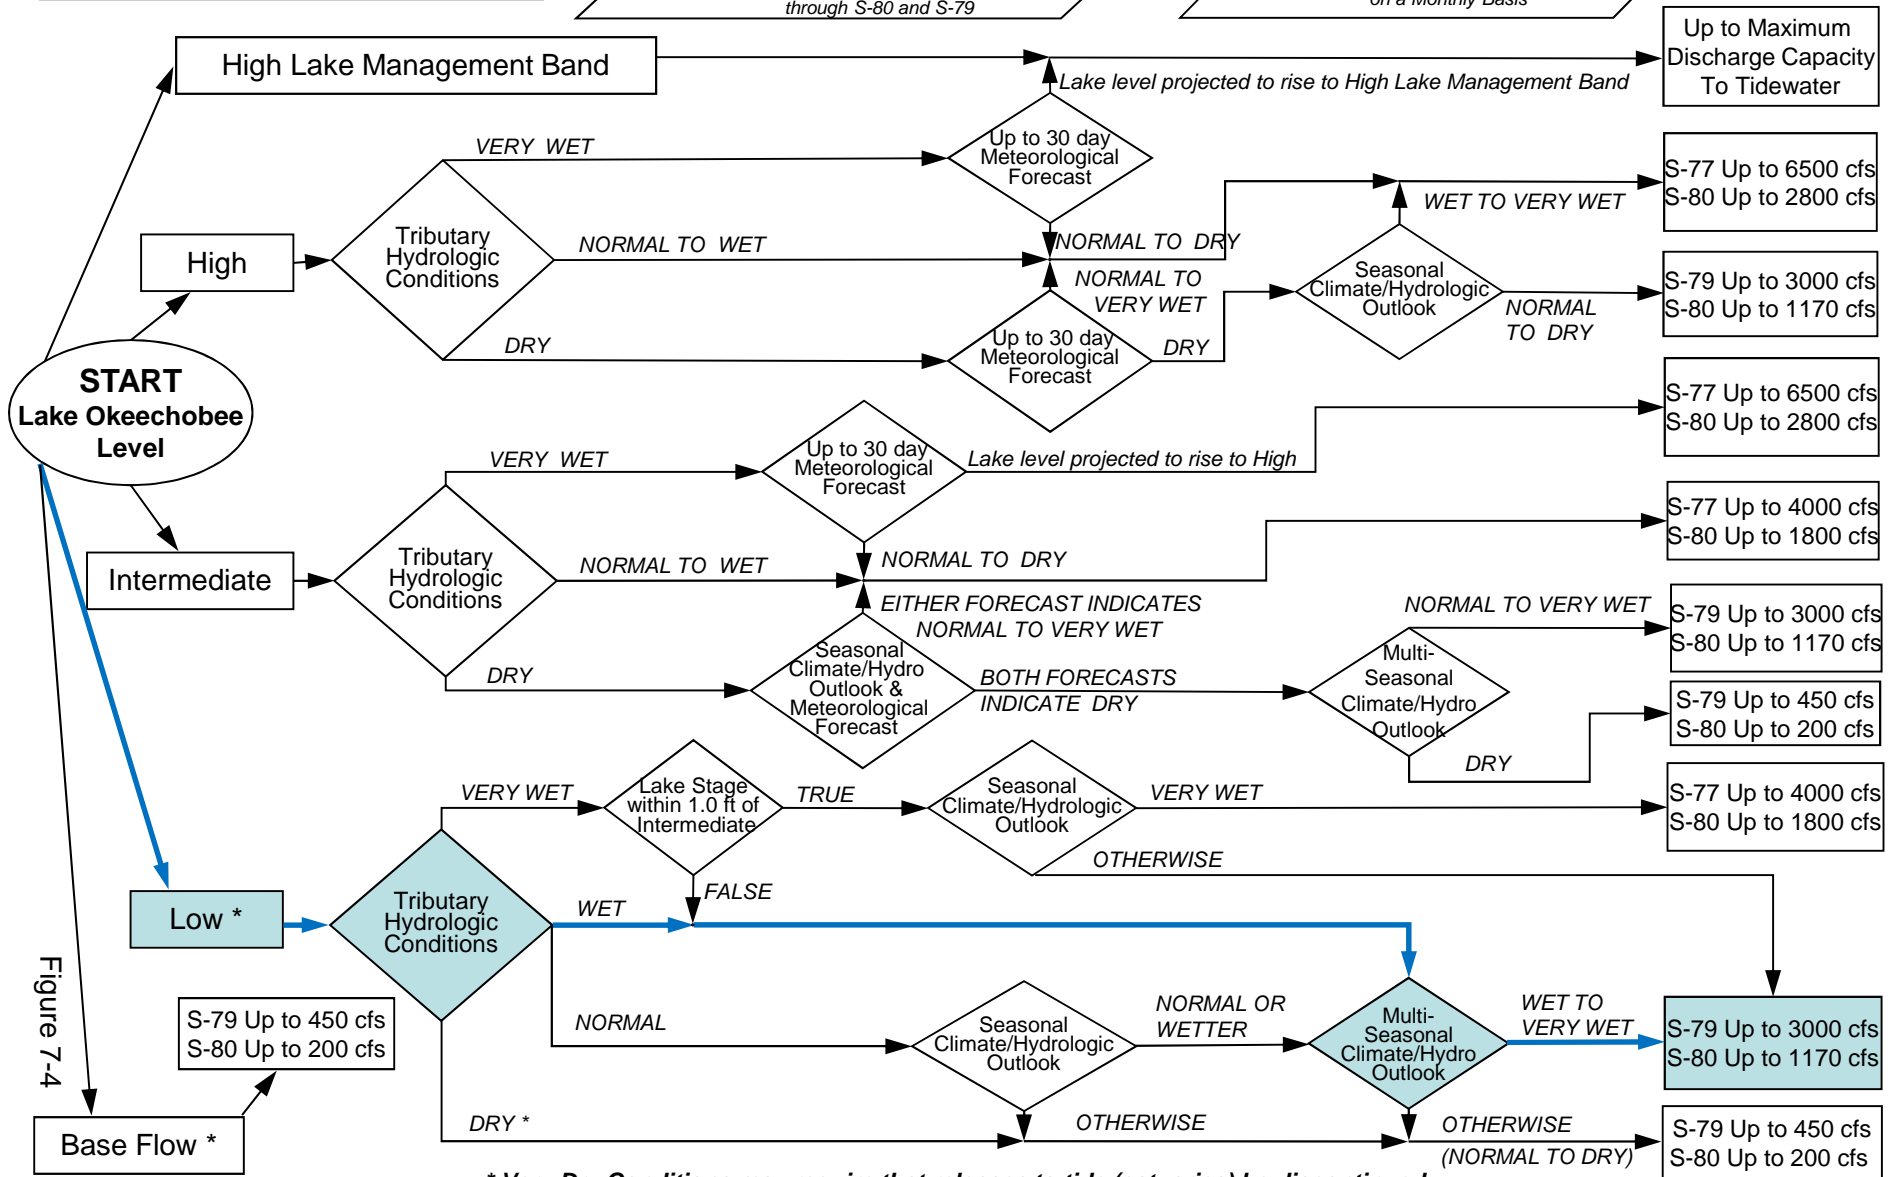 through S-80 and S-79
on a Monthly Basis
Up to Maximum
Discharge Capacity
To Tidewater
High Lake Management Band
Lake level projected to rise to High Lake Management Band
VERY WET
Up to 30 day
Meteorological
Forecast
S-77 Up to 6500 cfs
S-80 Up to 2800 cfs
WET TO VERY WET
High
Tributary
Hydrologic
Conditions
NORMAL TO WET
NORMAL TO DRY
NORMAL TO
VERY WET
Seasonal
Climate/Hydrologic
Outlook
NORMAL
TO DRY
S-79 Up to 3000 cfs
S-80 Up to 1170 cfs
DRY
Up to 30 day
Meteorological
Forecast
DRY
START
Lake Okeechobee
Level
S-77 Up to 6500 cfs
S-80 Up to 2800 cfs
VERY WET
Up to 30 day
Meteorological
Forecast
Lake level projected to rise to High
S-77 Up to 4000 cfs
S-80 Up to 1800 cfs
Intermediate
Tributary
Hydrologic
Conditions
NORMAL TO WET
NORMAL TO DRY
EITHER FORECAST INDICATES
NORMAL TO VERY WET
NORMAL TO VERY WET
S-79 Up to 3000 cfs
S-80 Up to 1170 cfs
DRY
Seasonal
Climate/Hydro
Outlook &
Meteorological
Forecast
BOTH FORECASTS
INDICATE DRY
Multi-
Seasonal
Climate/Hydro
Outlook
DRY
S-79 Up to 450 cfs
S-80 Up to 200 cfs
VERY WET
Lake Stage
within 1.0 ft of
Intermediate
TRUE
Seasonal
Climate/Hydrologic
Outlook
VERY WET
S-77 Up to 4000 cfs
S-80 Up to 1800 cfs
OTHERWISE
FALSE
Low *
Tributary
Hydrologic
Conditions
WET
NORMAL
Seasonal
Climate/Hydrologic
Outlook
NORMAL OR
WETTER
Multi-
Seasonal
Climate/Hydro
Outlook
WET TO
VERY WET
S-79 Up to 3000 cfs
S-80 Up to 1170 cfs
Figure 7-4
S-79 Up to 450 cfs
S-80 Up to 200 cfs
Base Flow *
DRY *
OTHERWISE
OTHERWISE
(NORMAL TO DRY)
S-79 Up to 450 cfs
S-80 Up to 200 cfs